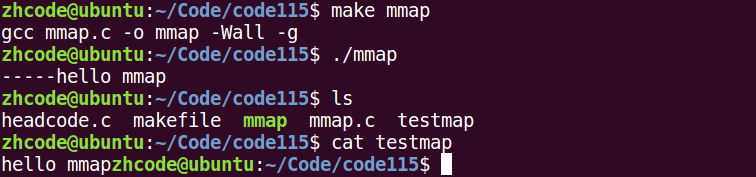 zhcode@ubuntu:~/Code/code115$ make mmap
gcc mmap.c -o mmap -Wall -g
zhcode@ubuntu:~/Code/code115$ ./mmap
-----hello mmap
zhcode@ubuntu:~/Code/code115$ ls
headcode.c  makefile  mmap  mmap.c  testmap
zhcode@ubuntu:~/Code/code115$ cat testmap
hello mmapzhcode@ubuntu:~/Code/code115$